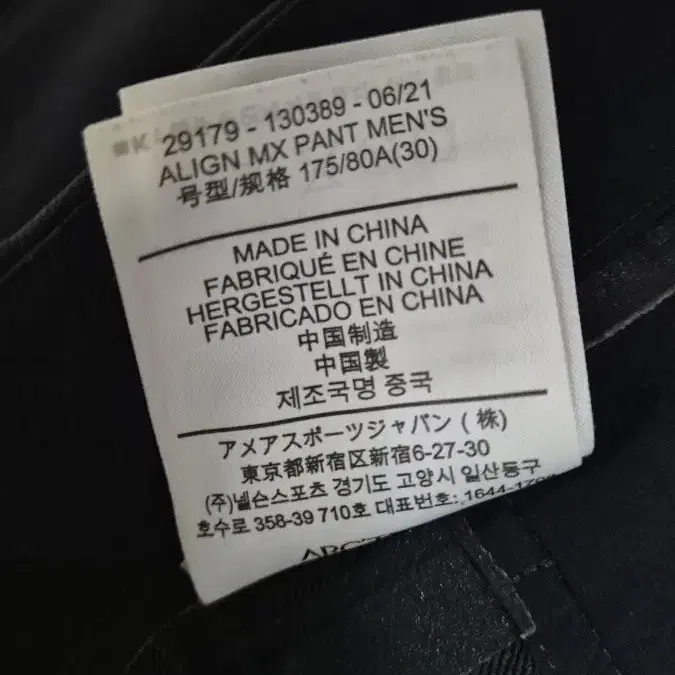 29179 - 130389 - 06/21
ALIGN MX PANT MEN'S
号型/规格 175/80A(30)
MADE IN CHINA
FABRIQUÉ EN CHINE
HERGESTELLT IN CHINA
FABRICADO EN CHINA
中国制造
中国製
제조국명 중국
アメアスポーツジャパン ( 株)
東京都新宿区新宿6-27-30
(주)넬슨스포츠 경기도 고양시 일산동구
호수로 358-39 710호 대표번호: